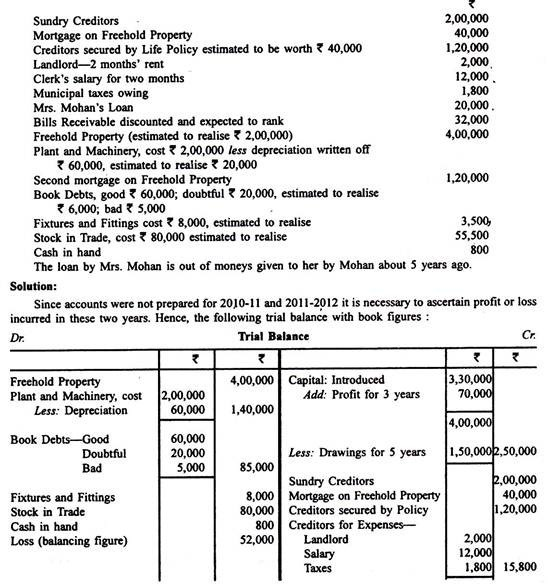 ₹
Sundry Creditors 2,00,000
Mortgage on Freehold Property 40,000
Creditors secured by Life Policy estimated to be worth ₹ 40,000 1,20,000
Landlord—2 months' rent 2,000
Clerk's salary for two months 12,000
Municipal taxes owing 1,800
Mrs. Mohan's Loan 20,000
Bills Receivable discounted and expected to rank 32,000
Freehold Property (estimated to realise ₹ 2,00,000) 4,00,000
Plant and Machinery, cost ₹ 2,00,000 less depreciation written off
₹ 60,000, estimated to realise ₹ 20,000
Second mortgage on Freehold Property 1,20,000
Book Debts, good ₹ 60,000; doubtful ₹ 20,000, estimated to realise
₹ 6,000; bad ₹ 5,000
Fixtures and Fittings cost ₹ 8,000, estimated to realise 3,500
Stock in Trade, cost ₹ 80,000 estimated to realise 55,500
Cash in hand 800
The loan by Mrs. Mohan is out of moneys given to her by Mohan about 5 years ago.
Solution:
Since accounts were not prepared for 2010-11 and 2011-2012 it is necessary to ascertain profit or loss
incurred in these two years. Hence, the following trial balance with book figures :
Dr. Trial Balance Cr.
₹ ₹ ₹ ₹
Freehold Property 4,00,000 Capital: Introduced 3,30,000
Plant and Machinery, cost 2,00,000 Add: Profit for 3 years 70,000
Less: Depreciation 60,000 1,40,000
4,00,000
Book Debts—Good 60,000
Doubtful 20,000 Less: Drawings for 5 years 1,50,000 2,50,000
Bad 5,000 85,000
Sundry Creditors 2,00,000
Fixtures and Fittings 8,000 Mortgage on Freehold Property 40,000
Stock in Trade 80,000 Creditors secured by Policy 1,20,000
Cash in hand 800 Creditors for Expenses—
Loss (balancing figure) 52,000 Landlord 2,000
Salary 12,000
Taxes 1,800 15,800